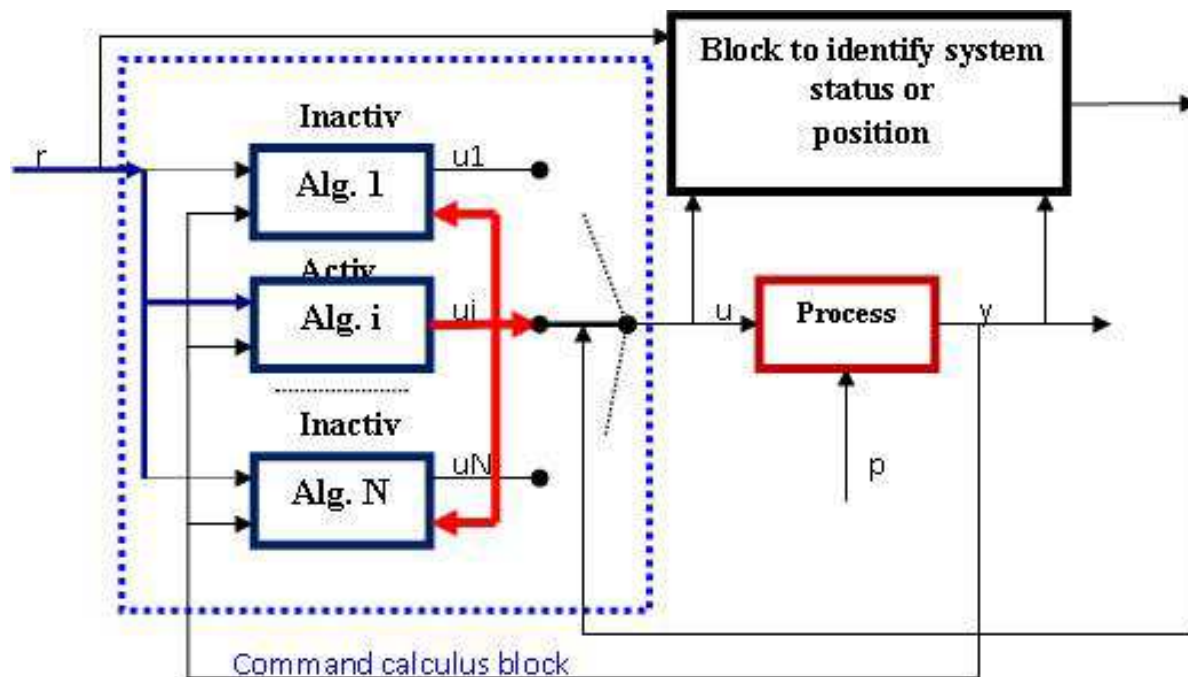 Block to identify system
status or
position
Inactiv
r
u1
Alg. 1
Activ
Alg. i
ui
u
Process
y
Inactiv
uN
Alg. N
p
Command calculus block